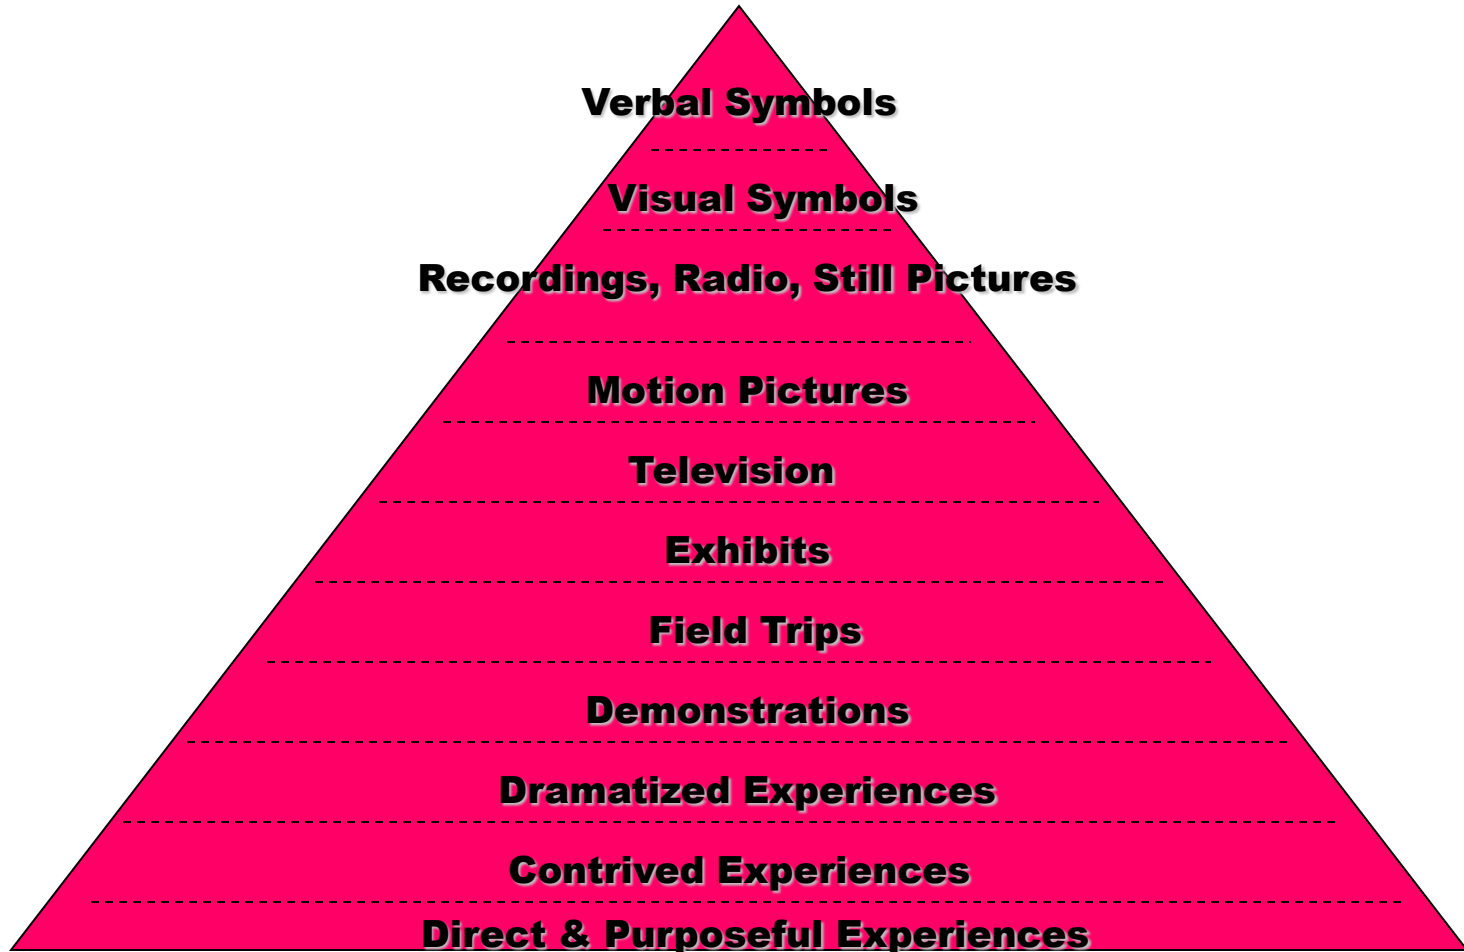 Verbal Symbols
Visual Symbols
Recordings, Radio, Still Pictures
Motion Pictures
Television
Exhibits
Field Trips
Demonstrations
Dramatized Experiences
Contrived Experiences
Direct & Purposeful Experiences